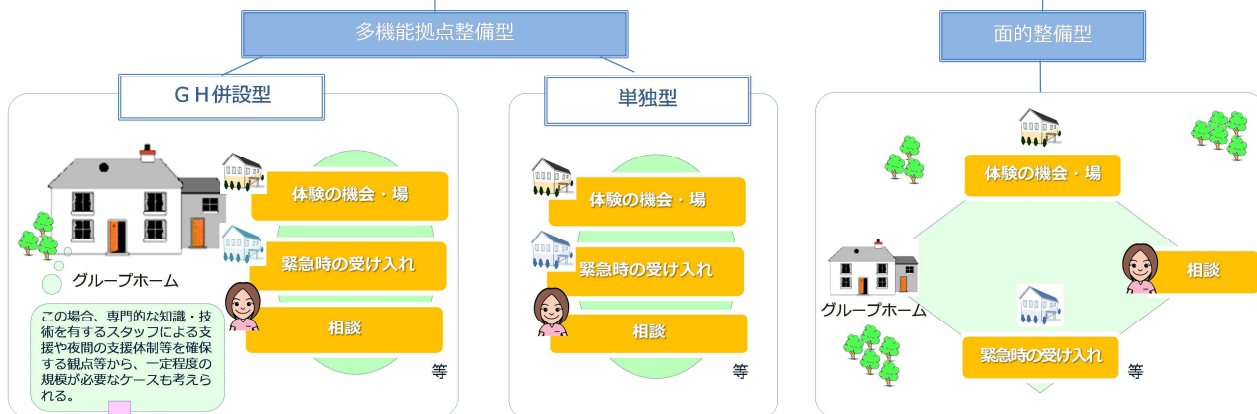 多機能拠点整備型
ＧＨ併設型
体験の機会・場
緊急時の受け入れ
相談
等
グループホーム
この場合、専門的な知識・技
術を有するスタッフによる支
援や夜間の支援体制等を確保
する観点等から、一定程度の
規模が必要なケースも考えら
れる。
単独型
体験の機会・場
緊急時の受け入れ
相談
等
面的整備型
体験の機会・場
相談
グループホーム
緊急時の受け入れ
等